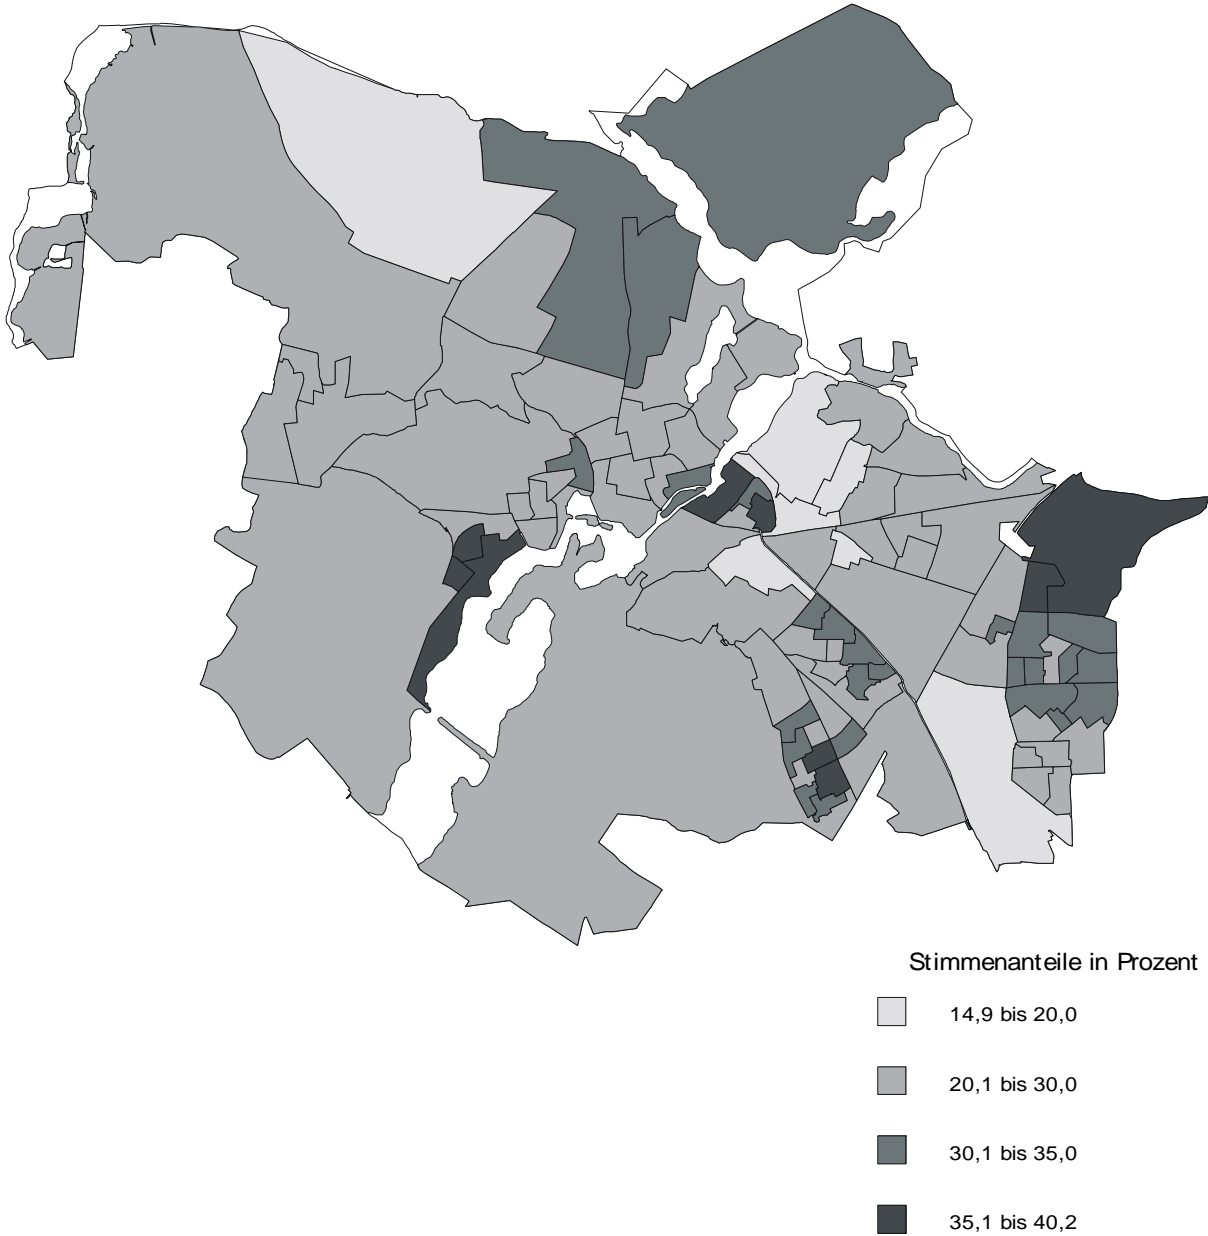 Stimmenanteile in Prozent
14,9 bis 20,0
20,1 bis 30,0
30,1 bis 35,0
35,1 bis 40,2